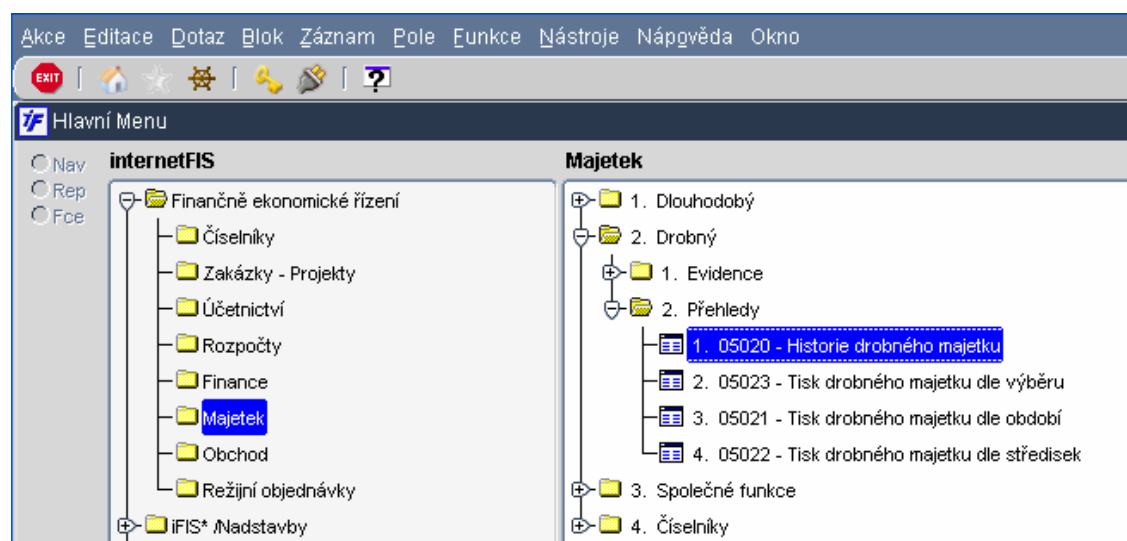 Akce Editace Dotaz Blok Záznam Pole Funkce Nástroje Nápověda Okno
EXIT
iF Hlavní Menu
Nav
Rep
Fce
internetFIS
Finančně ekonomické řízení
Číselníky
Zakázky - Projekty
Účetnictví
Rozpočty
Finance
Majetek
Obchod
Režijní objednávky
iFIS* /Nadstavby
Majetek
1. Dlouhodobý
2. Drobný
1. Evidence
2. Přehledy
1. 05020 - Historie drobného majetku
2. 05023 - Tisk drobného majetku dle výběru
3. 05021 - Tisk drobného majetku dle období
4. 05022 - Tisk drobného majetku dle středisek
3. Společné funkce
4. Číselníky